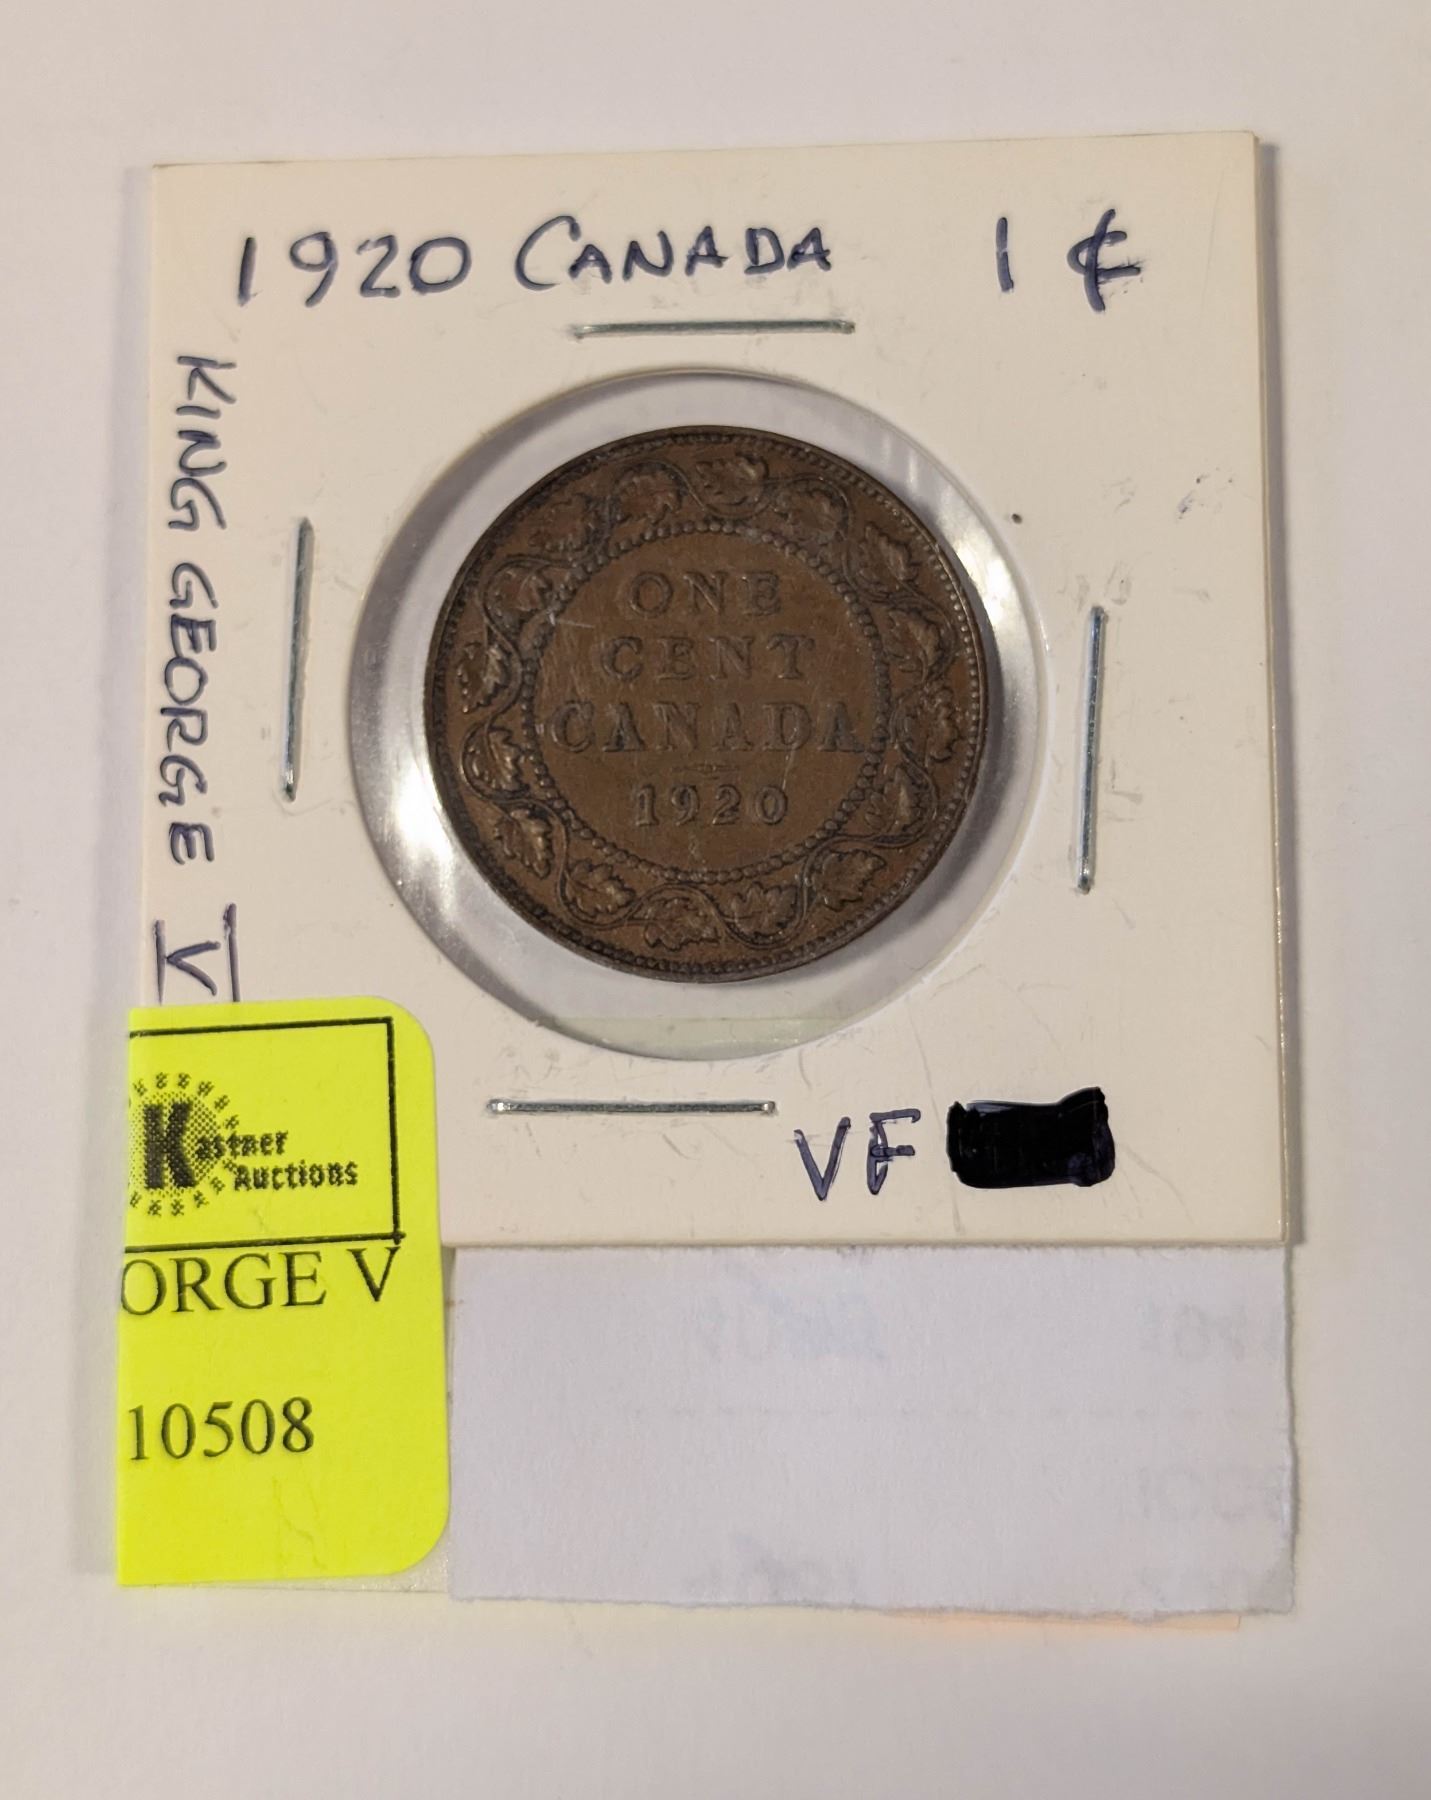 1920 CANADA 1 ¢
KING GEORGE V
ONE
CENT
CANADA
1920
VF
Kastner
Auctions
ORGE V
10508